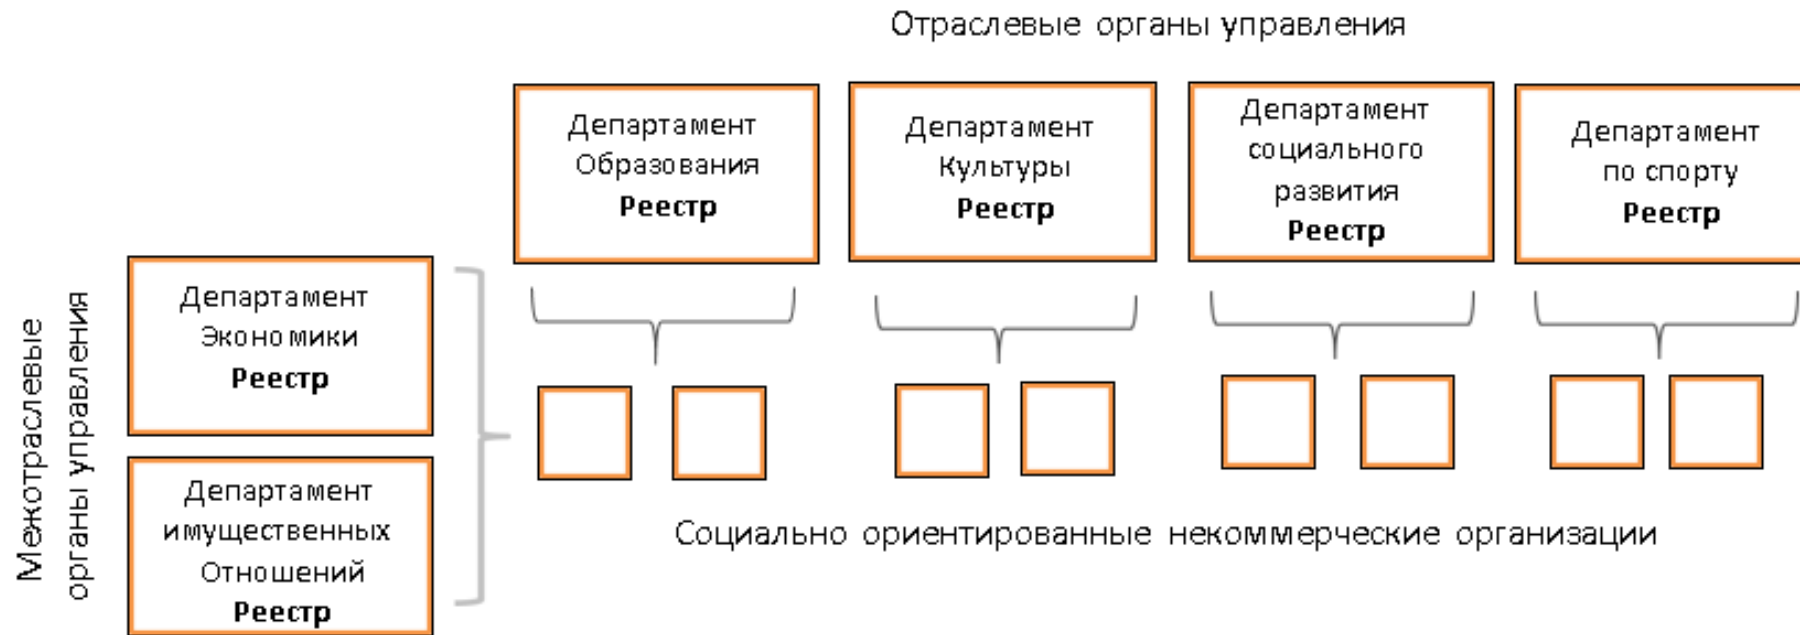 Отраслевые органы управления
Департамент
Образования
Реестр
Департамент
Культуры
Реестр
Департамент
социального
развития
Реестр
Департамент
по спорту
Реестр
Межотраслевые
органы управления
Департамент
Экономики
Реестр
Департамент
имущественных
Отношений
Реестр
Социально ориентированные некоммерческие организации